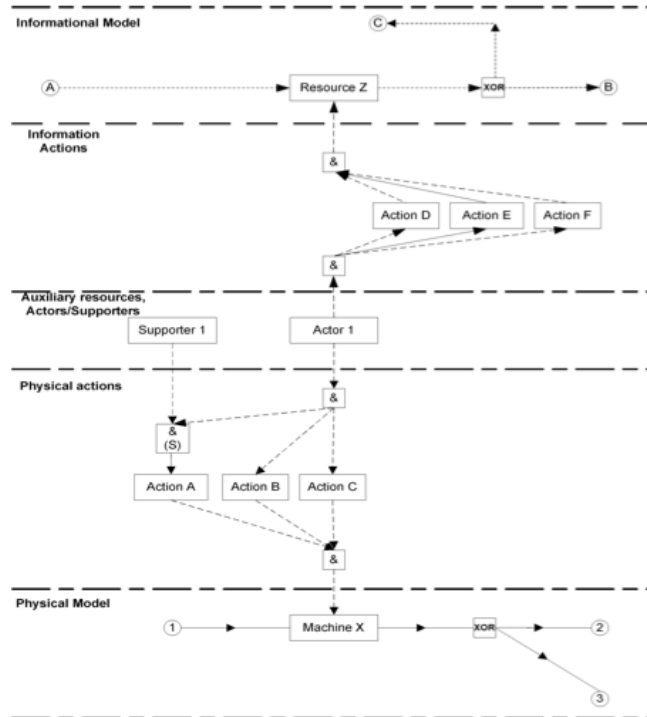 Informational Model
C
A
Resource Z
XOR
B
Information
Actions
&
Action D
Action E
Action F
&
Auxiliary resources,
Actors/Supporters
Supporter 1
Actor 1
Physical actions
&
&
(S)
Action A
Action B
Action C
&
Physical Model
1
Machine X
XOR
2
3